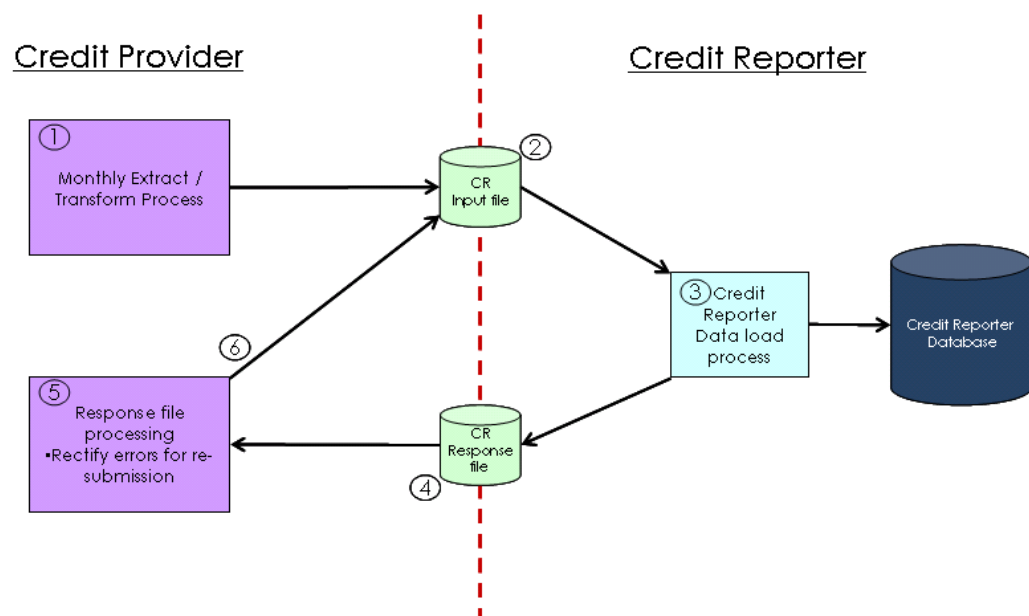 Credit Provider
Credit Reporter
1
Monthly Extract /
Transform Process
2
CR
Input file
3 Credit
Reporter
Data load
process
Credit Reporter
Database
6
5
Response file
processing
▪Rectify errors for re-
submission
CR
Response
file
4